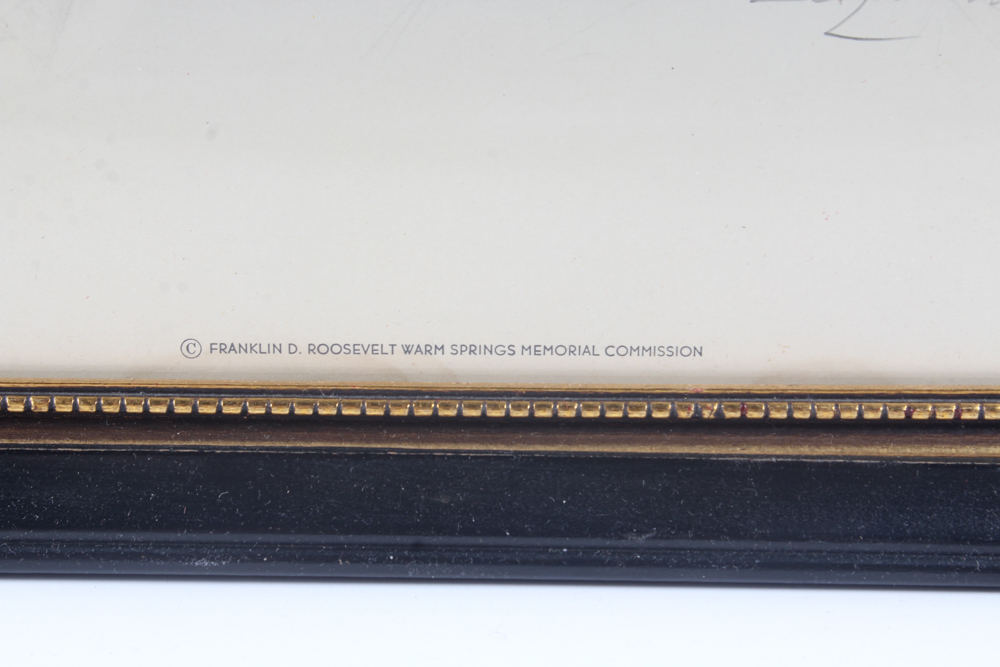 © FRANKLIN D. ROOSEVELT WARM SPRINGS MEMORIAL COMMISSION